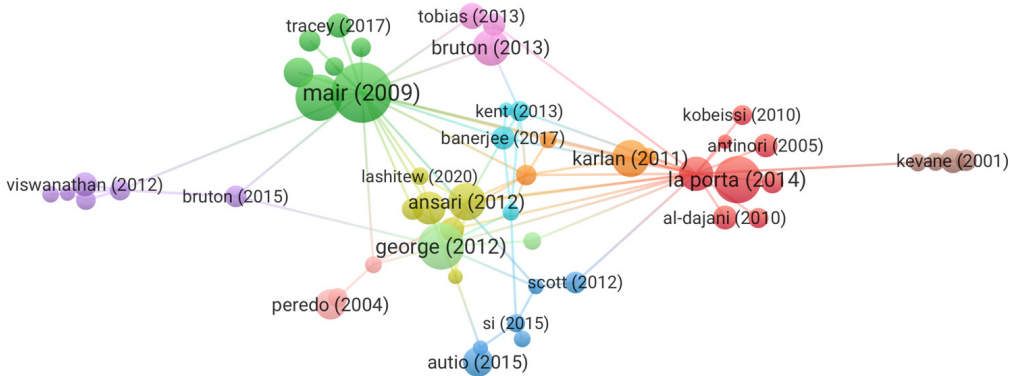 tobias (2013)
tracey (2017)
bruton (2013)
mair (2009)
kent (2013)
kobeissi (2010)
banerjee (2017)
antinori (2005)
karlan (2011)
kevane (2001)
lashitew (2020)
la porta (2014)
viswanathan (2012)
bruton (2015)
ansari (2012)
al-dajani (2010)
george (2012)
scott (2012)
peredo (2004)
si (2015)
autio (2015)